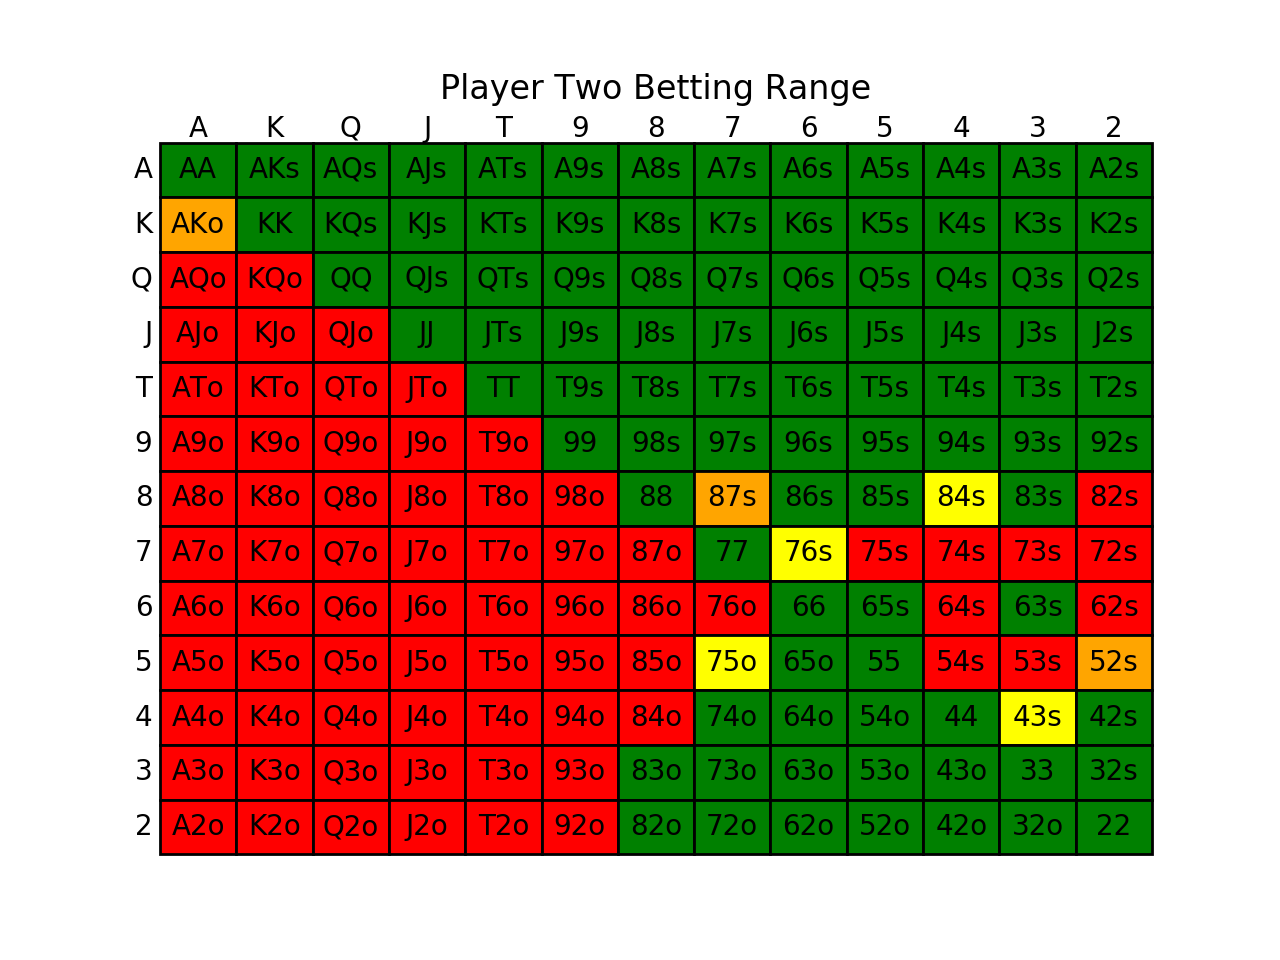 Player Two Betting Range
A K Q J T 9 8 7 6 5 4 3 2
A AA AKs AQs AJs ATs A9s A8s A7s A6s A5s A4s A3s A2s
K AKo KK KQs KJs KTs K9s K8s K7s K6s K5s K4s K3s K2s
Q AQo KQo QQ QJs QTs Q9s Q8s Q7s Q6s Q5s Q4s Q3s Q2s
J AJo KJo QJo JJ JTs J9s J8s J7s J6s J5s J4s J3s J2s
T ATo KTo QTo JTo TT T9s T8s T7s T6s T5s T4s T3s T2s
9 A9o K9o Q9o J9o T9o 99 98s 97s 96s 95s 94s 93s 92s
8 A8o K8o Q8o J8o T8o 98o 88 87s 86s 85s 84s 83s 82s
7 A7o K7o Q7o J7o T7o 97o 87o 77 76s 75s 74s 73s 72s
6 A6o K6o Q6o J6o T6o 96o 86o 76o 66 65s 64s 63s 62s
5 A5o K5o Q5o J5o T5o 95o 85o 75o 65o 55 54s 53s 52s
4 A4o K4o Q4o J4o T4o 94o 84o 74o 64o 54o 44 43s 42s
3 A3o K3o Q3o J3o T3o 93o 83o 73o 63o 53o 43o 33 32s
2 A2o K2o Q2o J2o T2o 92o 82o 72o 62o 52o 42o 32o 22